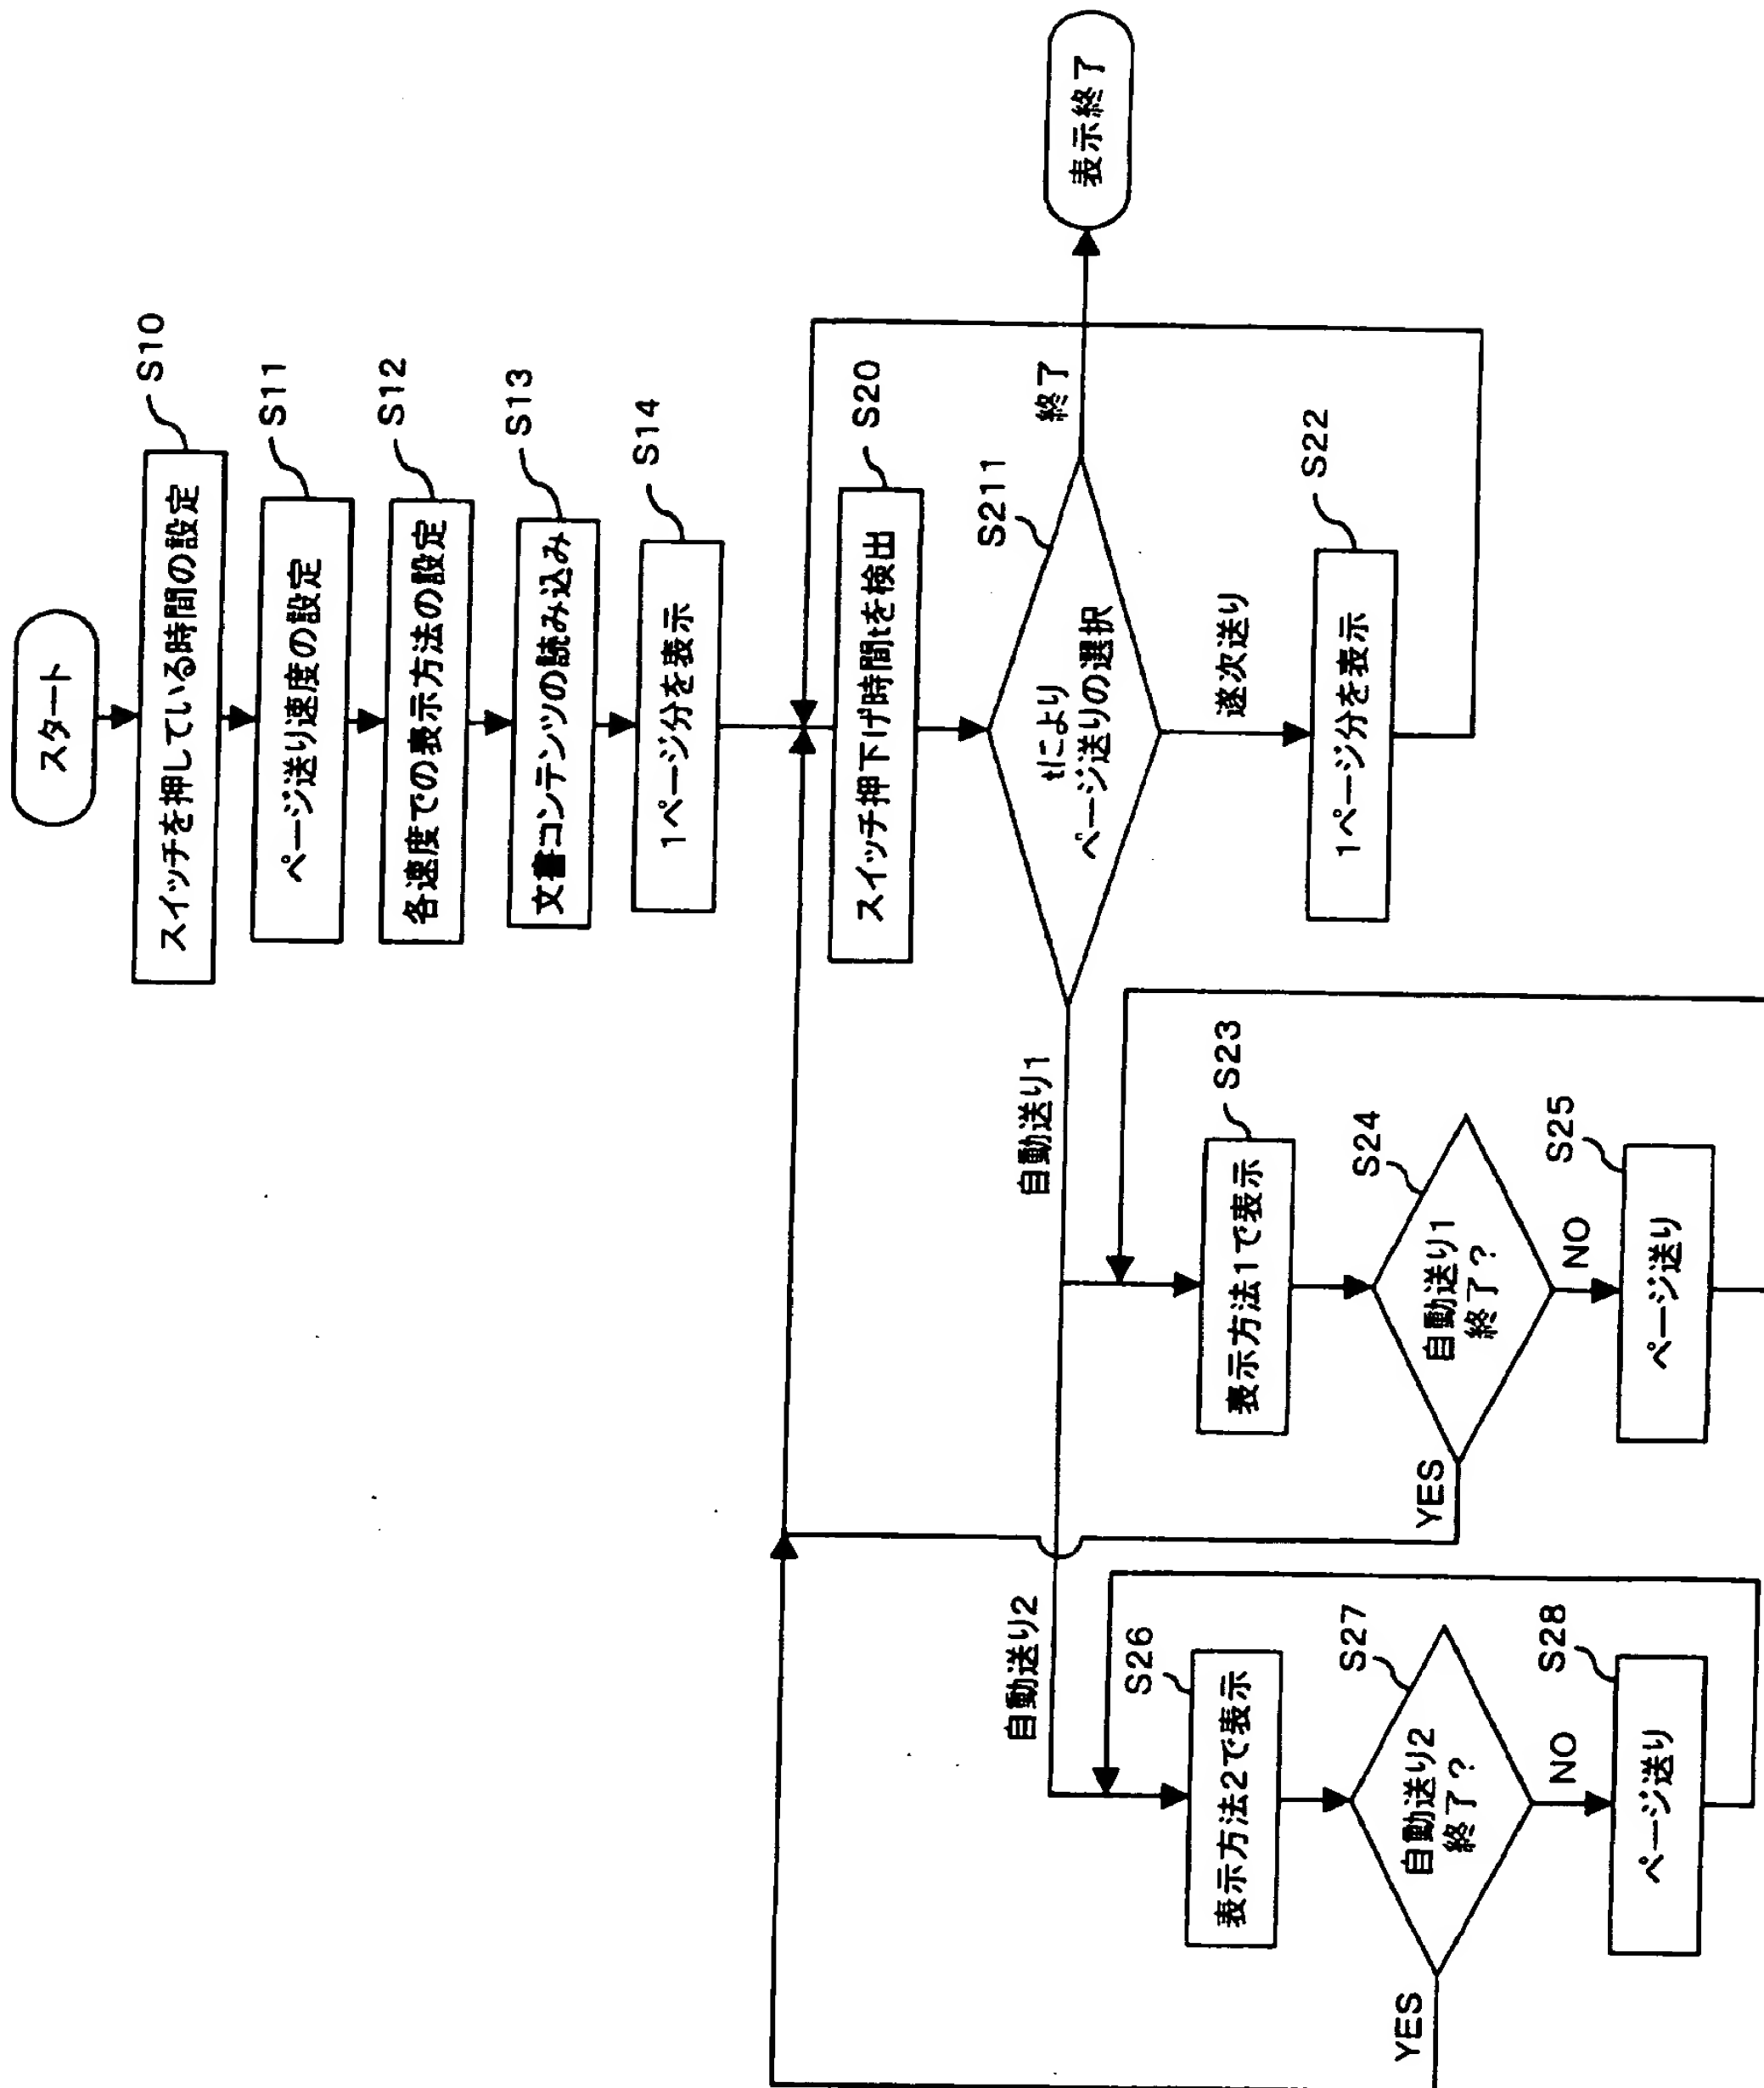 スタート
S10
スイッチを押している時間の設定
S11
ページ送り速度の設定
S12
各速度での表示方法の設定
S13
文書コンテンツの読み込み
S14
1ページ分を表示
S20
スイッチ押下げ時間tを検出
S211
tにより
ページ送りの選択
終了
表示終了
遂次送り
S22
1ページ分を表示
自動送り1
S23
表示方法1で表示
S24
自動送り1
終了?
YES
NO
S25
ページ送り
自動送り2
S26
表示方法2で表示
S27
自動送り2
終了?
YES
NO
S28
ページ送り